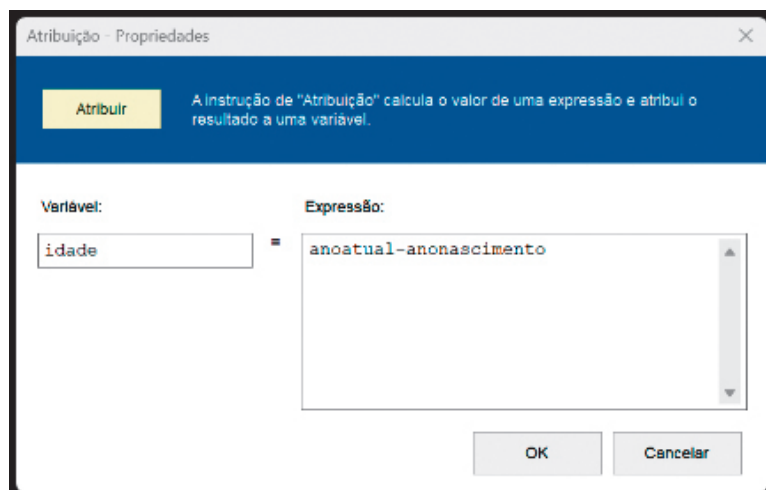 Atribuição - Propriedades
Atribuir
A instrução de "Atribuição" calcula o valor de uma expressão e atribui o
resultado a uma variável.
Variável:
Expressão:
idade
=
anoatual-anonascimento
OK
Cancelar